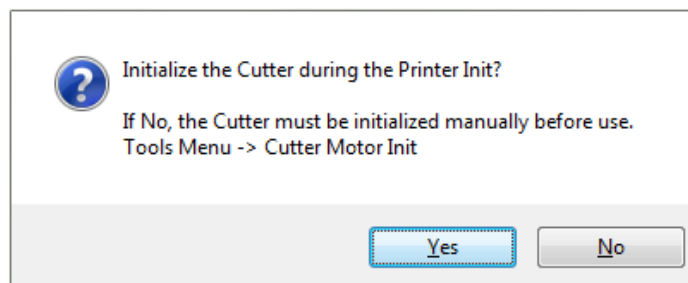 Initialize the Cutter during the Printer Init?
If No, the Cutter must be initialized manually before use.
Tools Menu -> Cutter Motor Init
Yes No